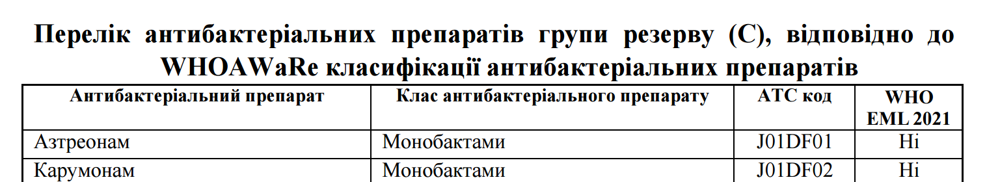 Перелік антибактеріальних препаратів групи резерву (С), відповідно до
WHOAWaRe класифікації антибактеріальних препаратів
Антибактеріальний препарат Клас антибактеріального препарату АТС код WHO EML 2021
Азтреонам Монобактами J01DF01 Ні
Карумонам Монобактами J01DF02 Ні